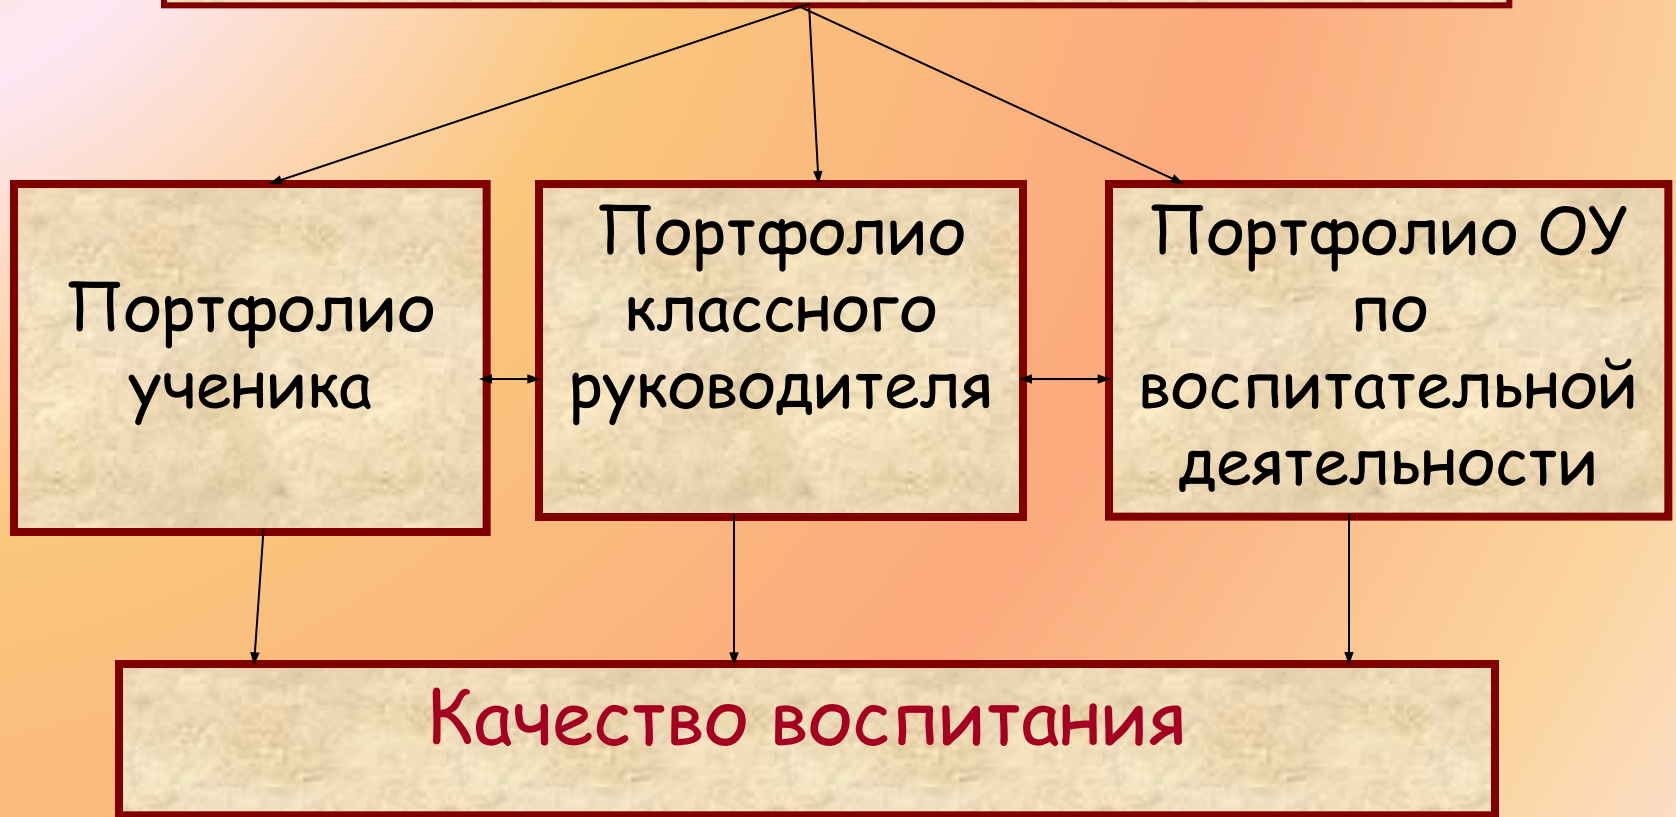 Портфолио
ученика
Портфолио
классного
руководителя
Портфолио ОУ
по
воспитательной
деятельности
Качество воспитания